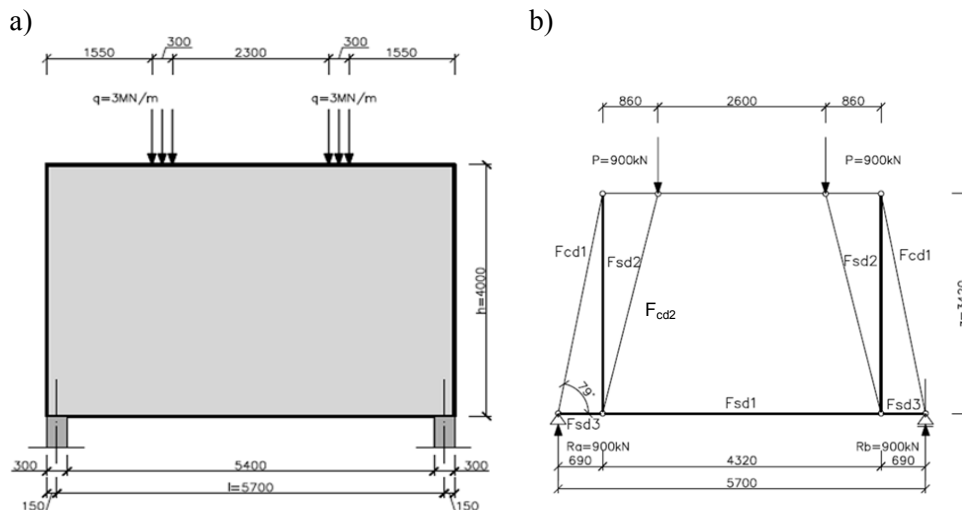 a)
300 300
1550 2300 1550
q=3MN/m q=3MN/m
h=4000
300 5400 300
l=5700
150 150
b)
860 2600 860
P=900kN P=900kN
Fcd1 Fsd2 Fsd2 Fcd1
Fcd2
z=3420
79°
Fsd1 Fsd3
Fsd3
Ra=900kN Rb=900kN
690 4320 690
5700